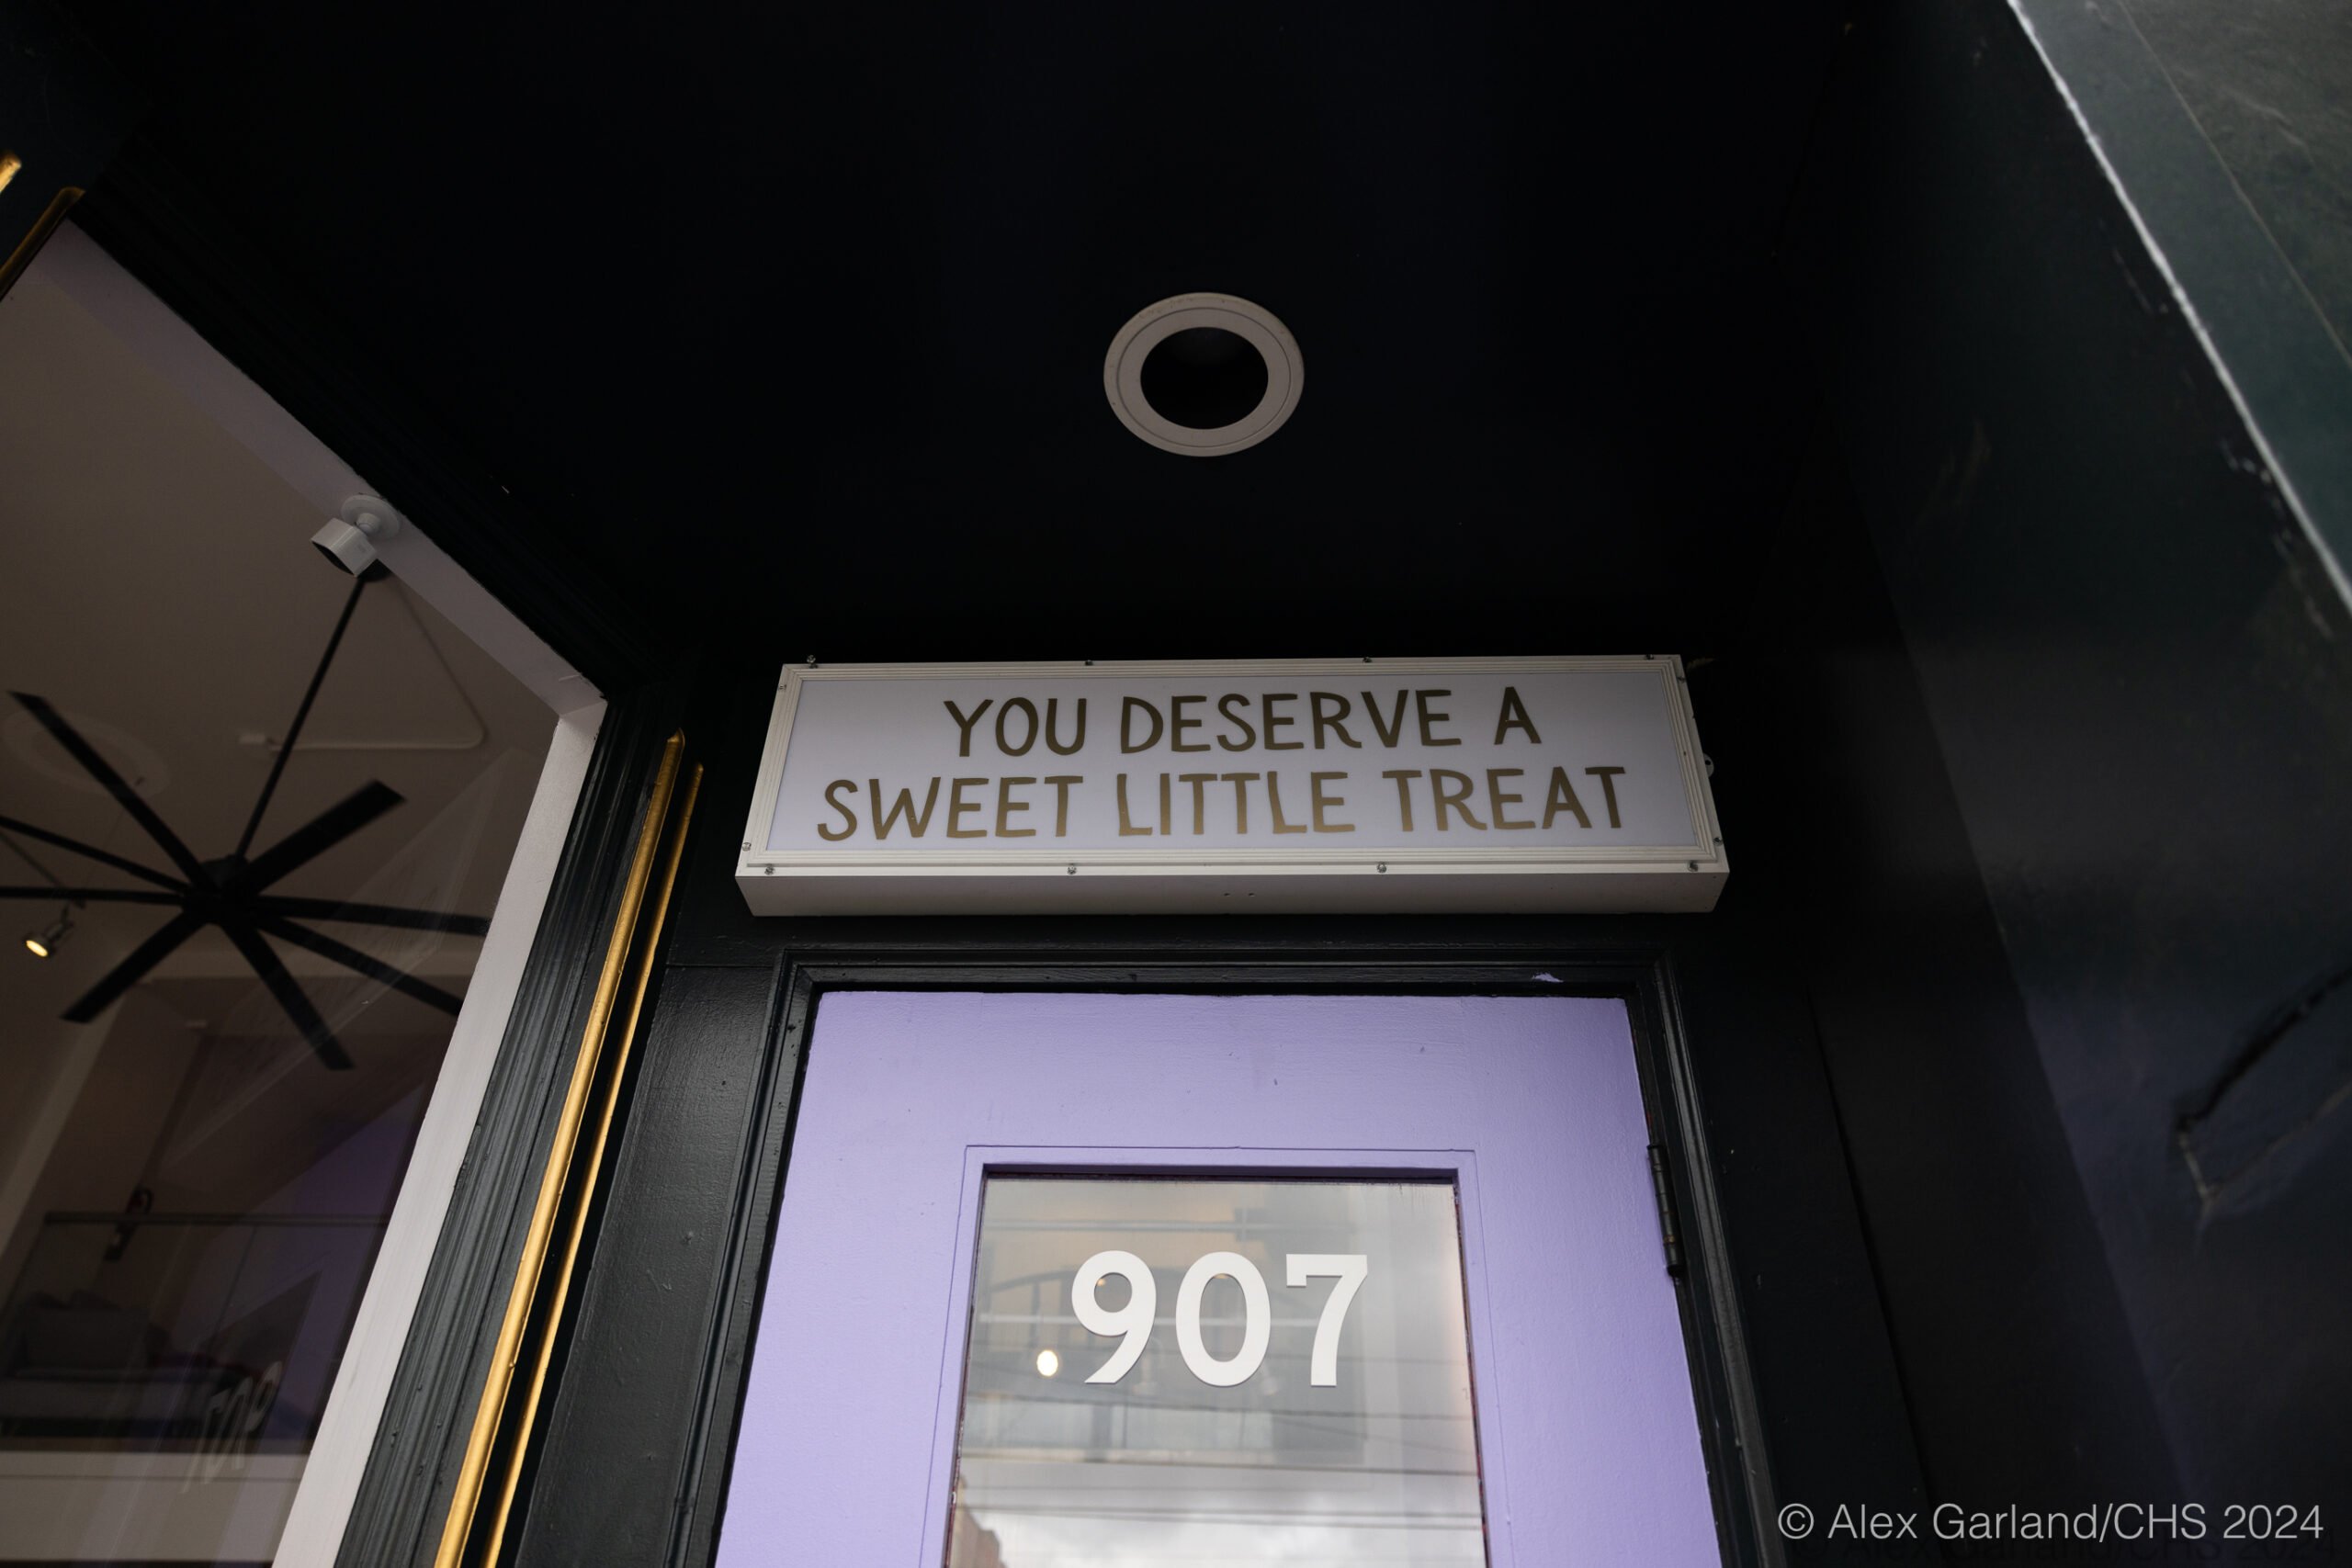 YOU DESERVE A
SWEET LITTLE TREAT
907
© Alex Garland/CHS 2024